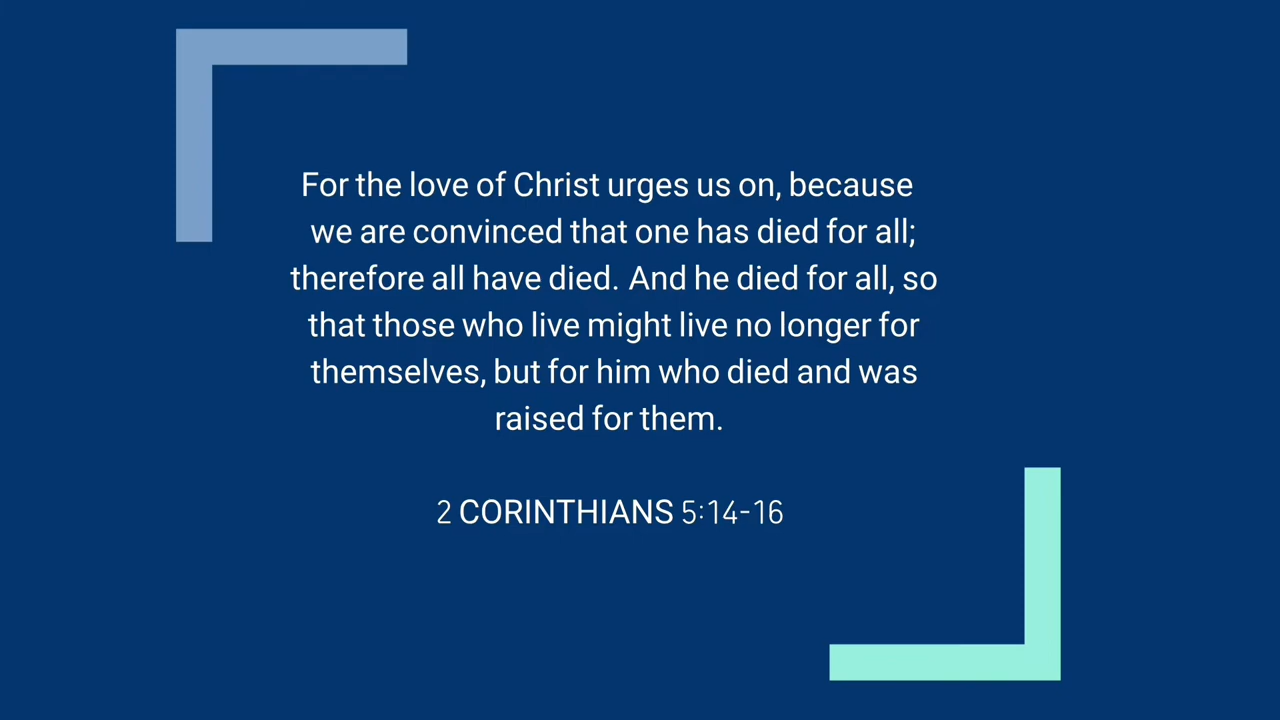 For the love of Christ urges us on, because
we are convinced that one has died for all;
therefore all have died. And he died for all, so
that those who live might live no longer for
themselves, but for him who died and was
raised for them.
2 CORINTHIANS 5:14-16